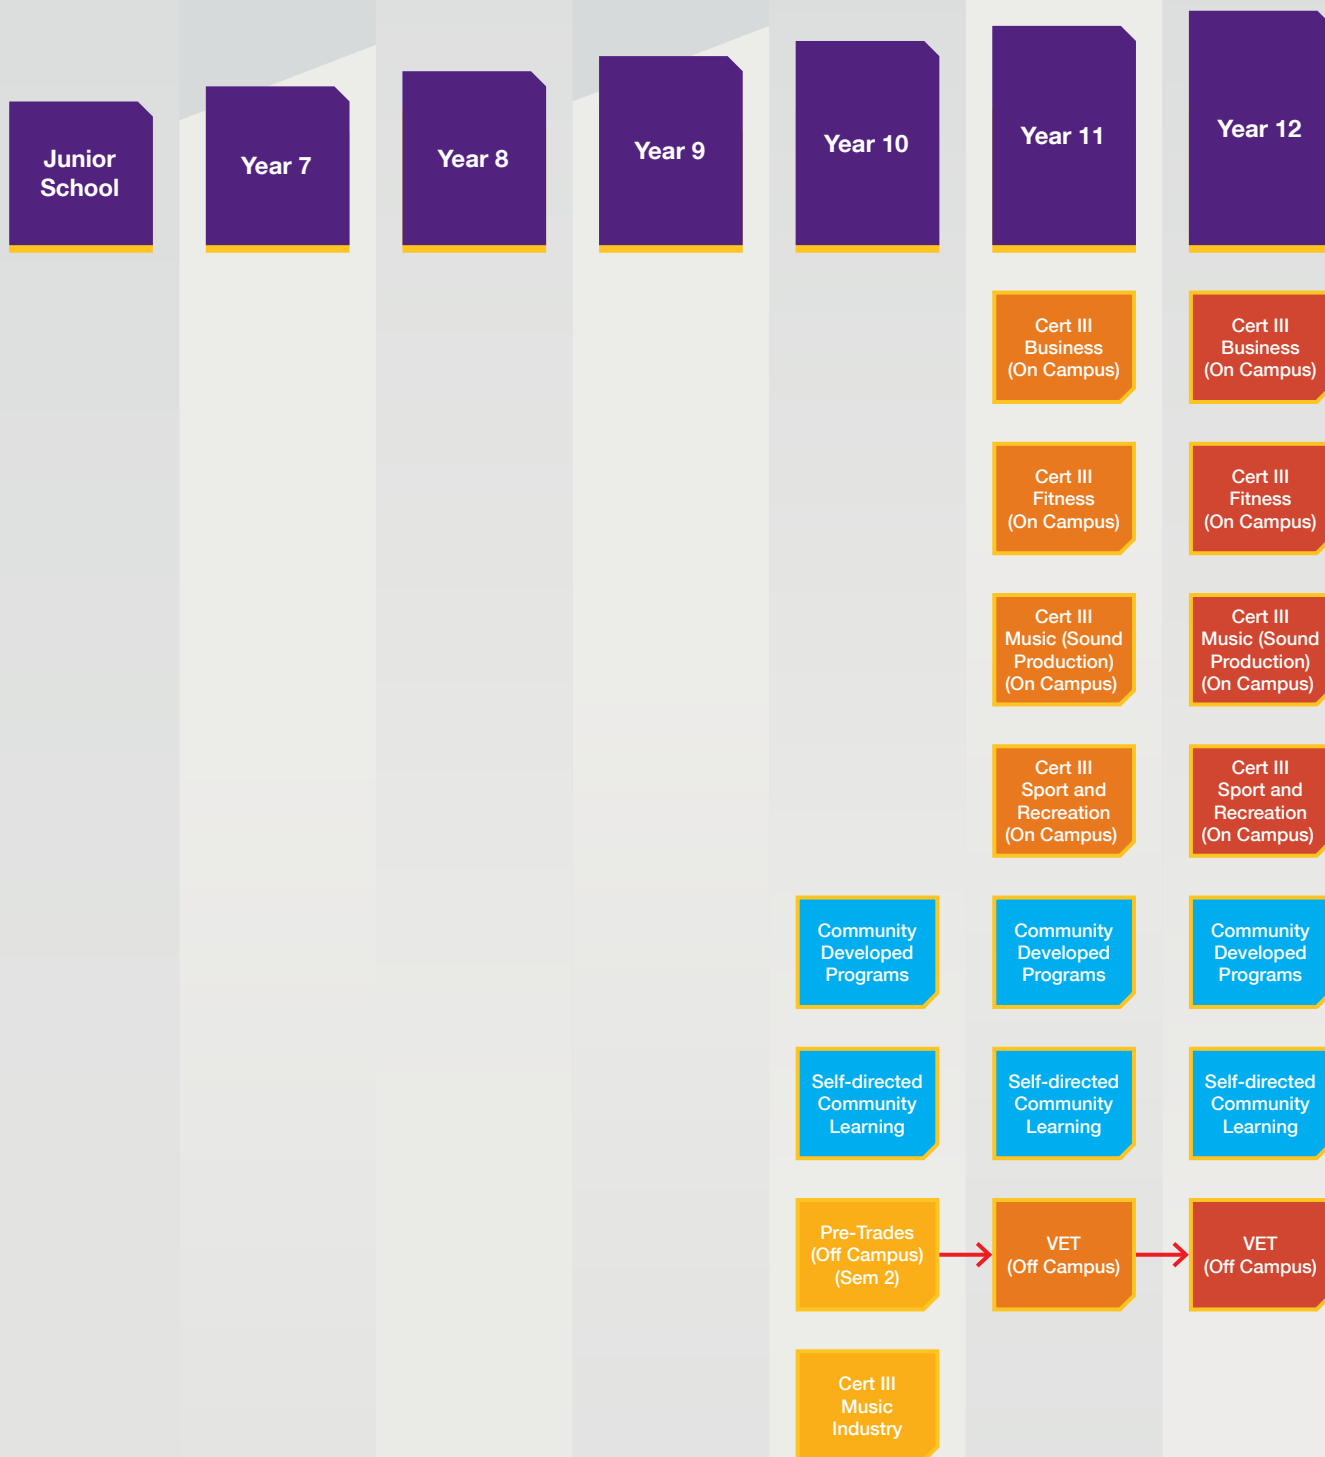 Junior
School
Year 7
Year 8
Year 9
Year 10
Year 11
Year 12
Cert III
Business
(On Campus)
Cert III
Business
(On Campus)
Cert III
Fitness
(On Campus)
Cert III
Fitness
(On Campus)
Cert III
Music (Sound
Production)
(On Campus)
Cert III
Music (Sound
Production)
(On Campus)
Cert III
Sport and
Recreation
(On Campus)
Cert III
Sport and
Recreation
(On Campus)
Community
Developed
Programs
Community
Developed
Programs
Community
Developed
Programs
Self-directed
Community
Learning
Self-directed
Community
Learning
Self-directed
Community
Learning
Pre-Trades
(Off Campus)
(Sem 2)
VET
(Off Campus)
VET
(Off Campus)
Cert III
Music
Industry